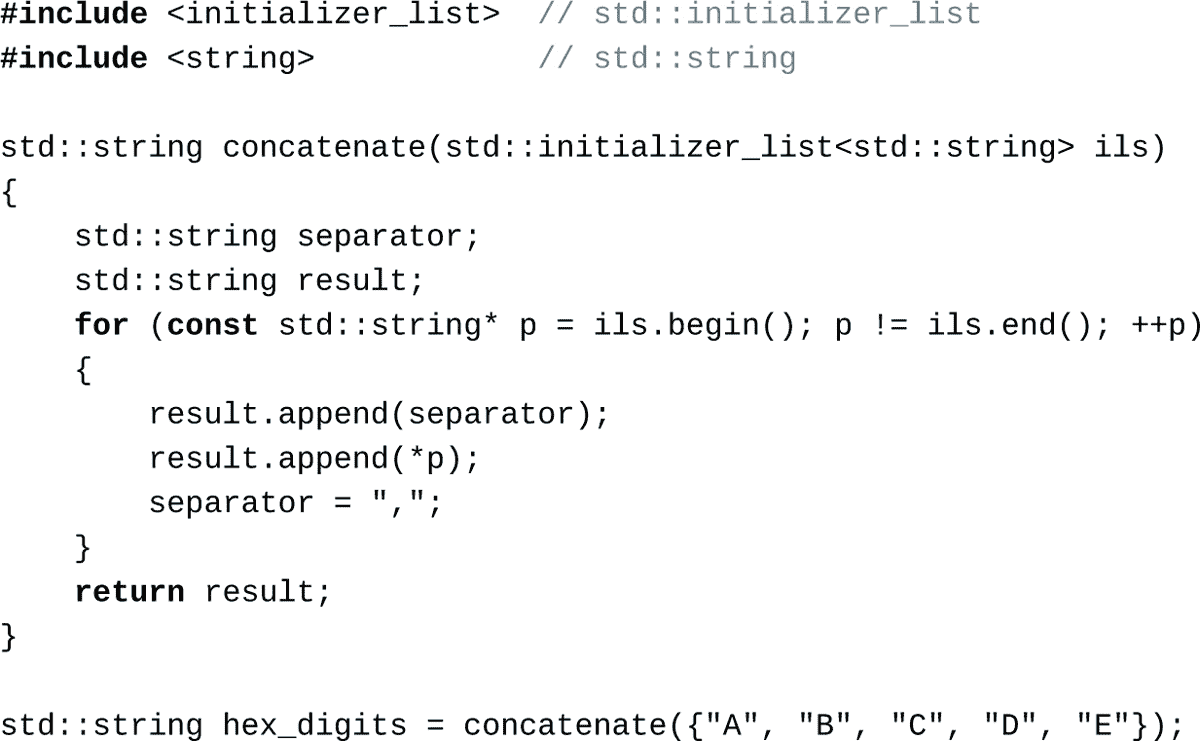 #include <initializer_list>  // std::initializer_list
#include <string>            // std::string

std::string concatenate(std::initializer_list<std::string> ils)
{
    std::string separator;
    std::string result;
    for (const std::string* p = ils.begin(); p != ils.end(); ++p)
    {
        result.append(separator);
        result.append(*p);
        separator = ",";
    }
    return result;
}

std::string hex_digits = concatenate({"A", "B", "C", "D", "E"});